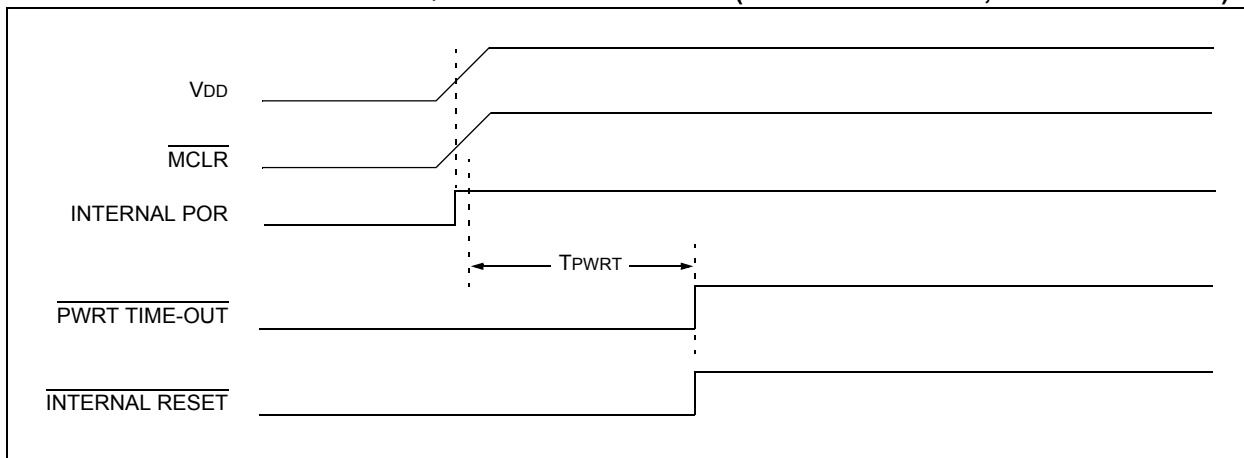 VDD
MCLR
INTERNAL POR
TPWRT
PWRT TIME-OUT
INTERNAL RESET